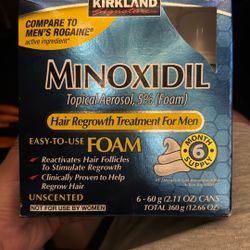 KIRKLAND
Signature
COMPARE TO
MEN'S ROGAINE®
active ingredient*
MINOXIDIL
Topical Aerosol, 5% (Foam)
Hair Regrowth Treatment For Men
EASY-TO-USE FOAM
• Reactivates Hair Follicles
To Stimulate Regrowth
• Clinically Proven to Help
Regrow Hair
6
MONTH
SUPPLY
UNSCENTED
NOT FOR USE BY WOMEN
6 - 60 g (2.11 OZ) CANS
TOTAL 360 g (12.66 OZ)